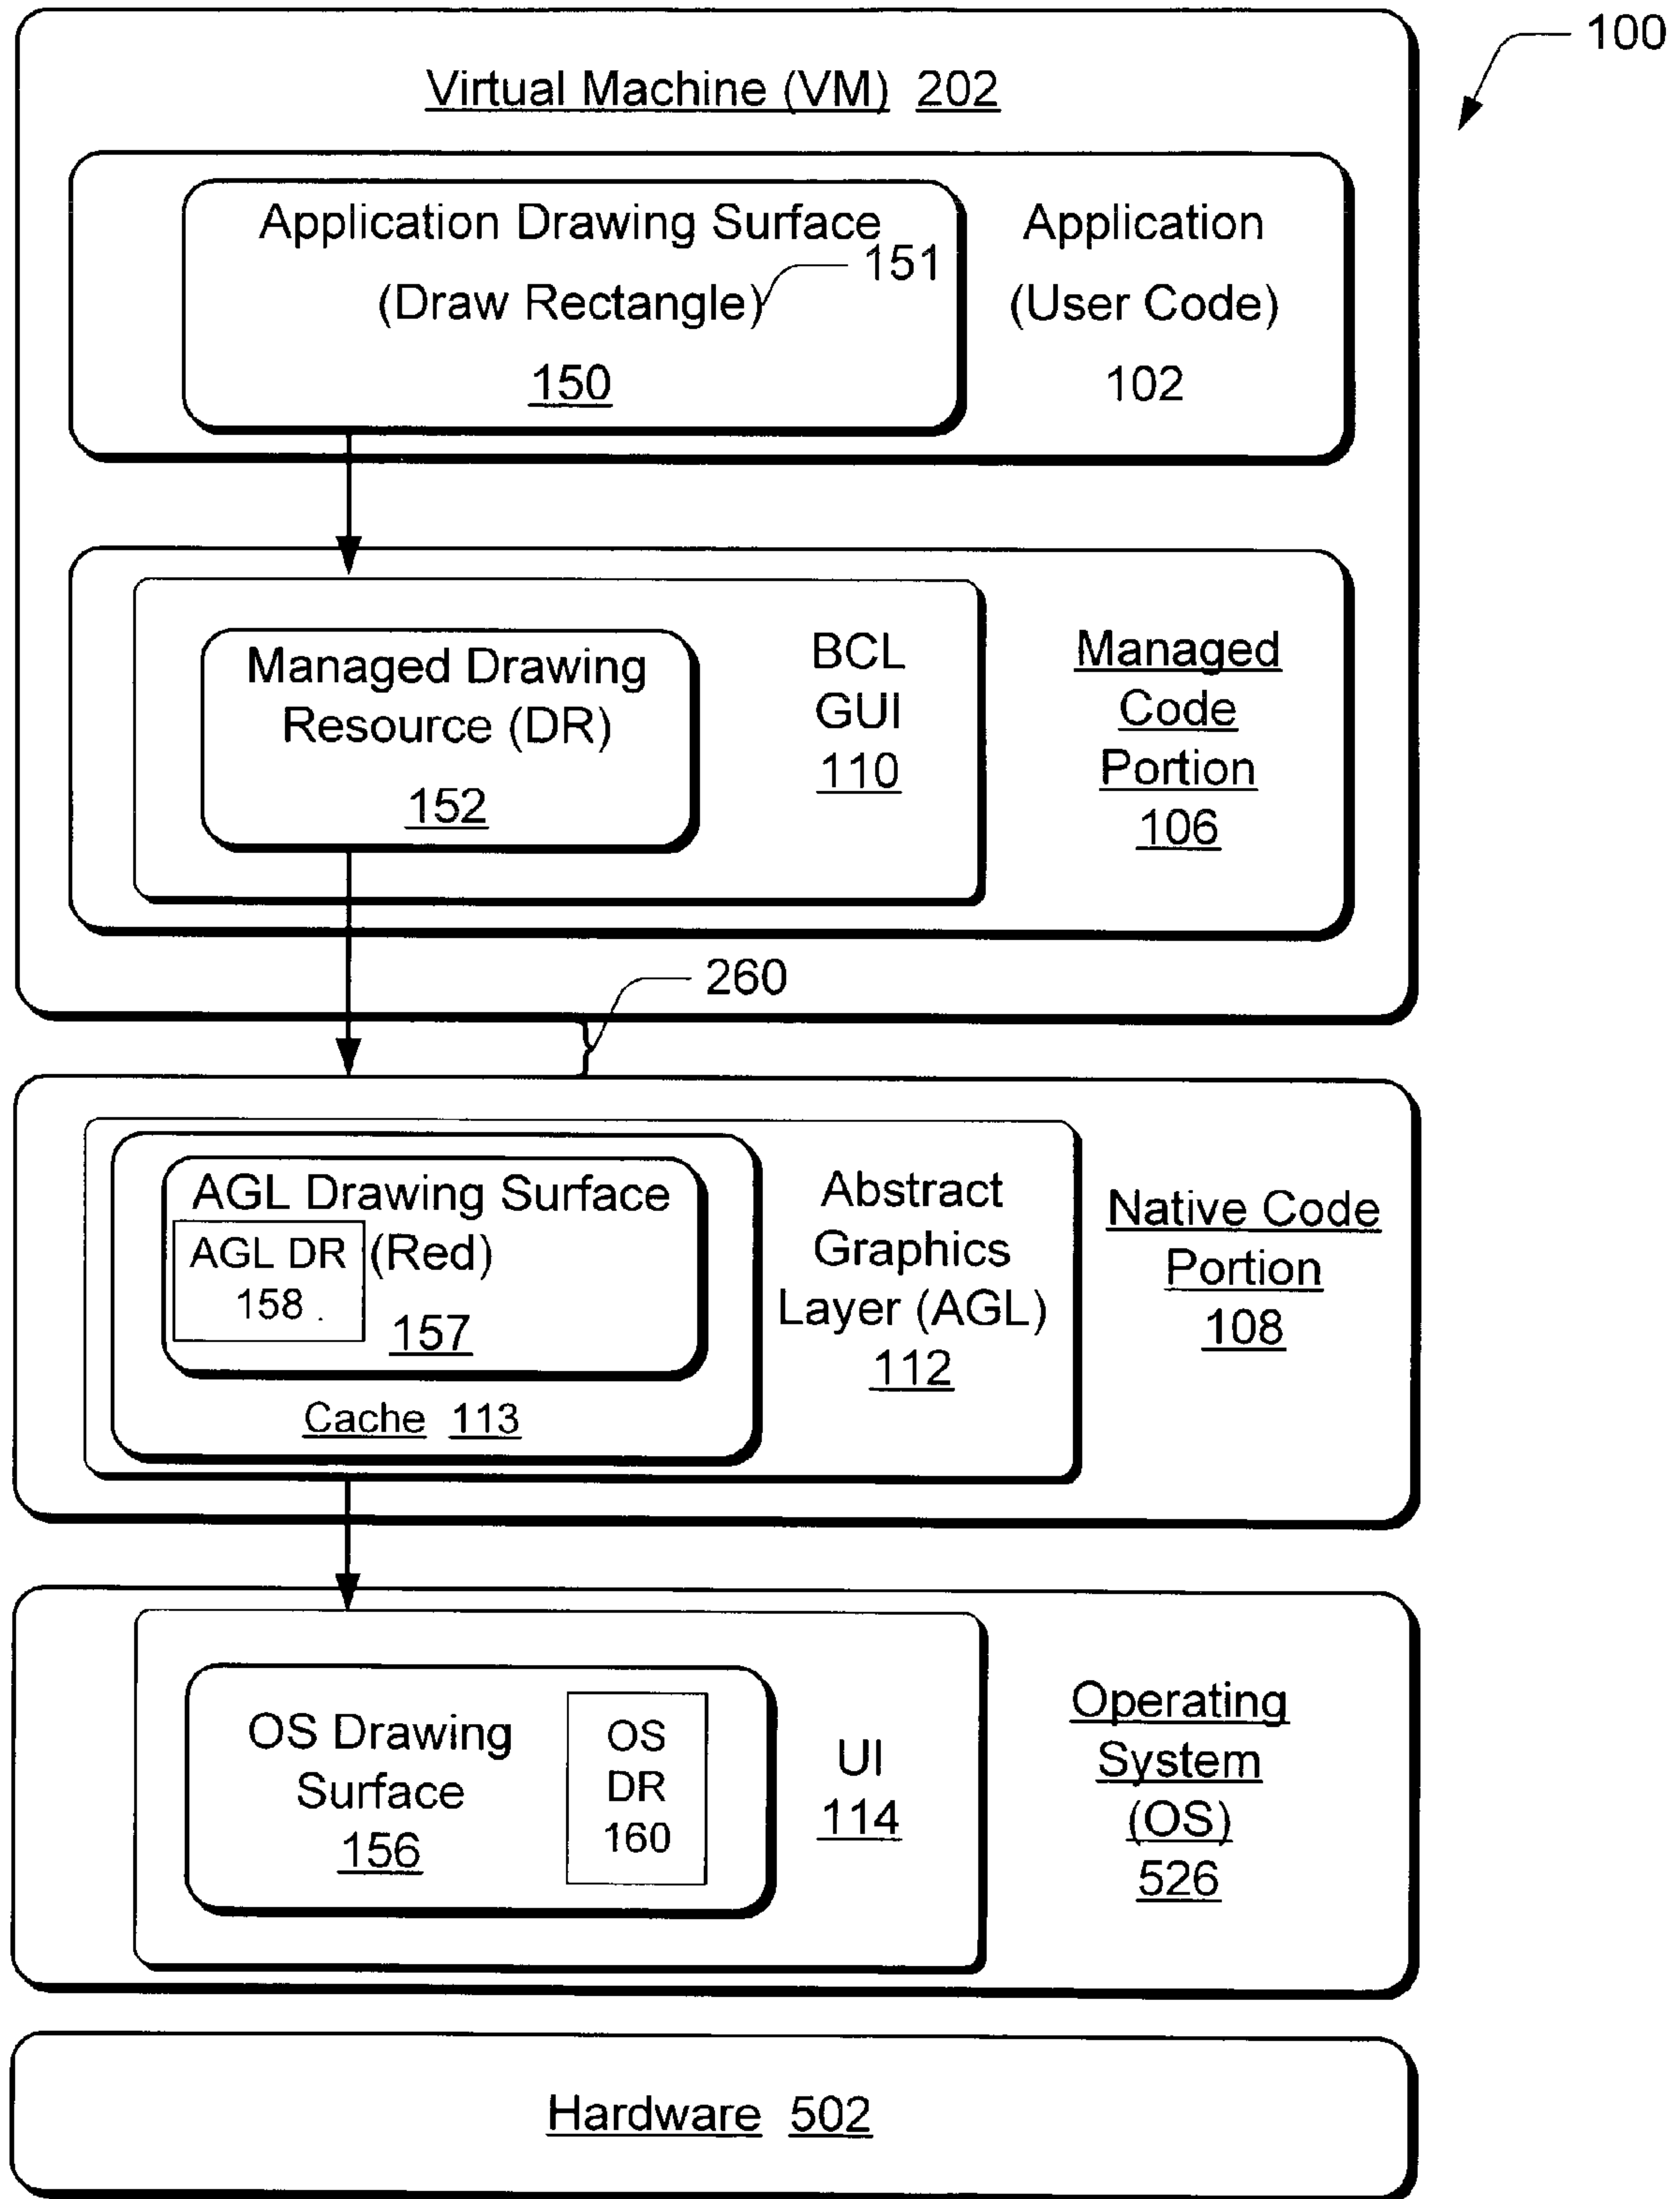 100
Virtual Machine (VM) 202
Application Drawing Surface
151
(Draw Rectangle)
150
Application
(User Code)
102
Managed Drawing
Resource (DR)
152
BCL
GUI
110
Managed
Code
Portion
106
260
AGL Drawing Surface
(Red)
AGL DR
158
157
Cache 113
Abstract
Graphics
Layer (AGL)
112
Native Code
Portion
108
OS Drawing
Surface
156
OS
DR
160
UI
114
Operating
System
(OS)
526
Hardware 502